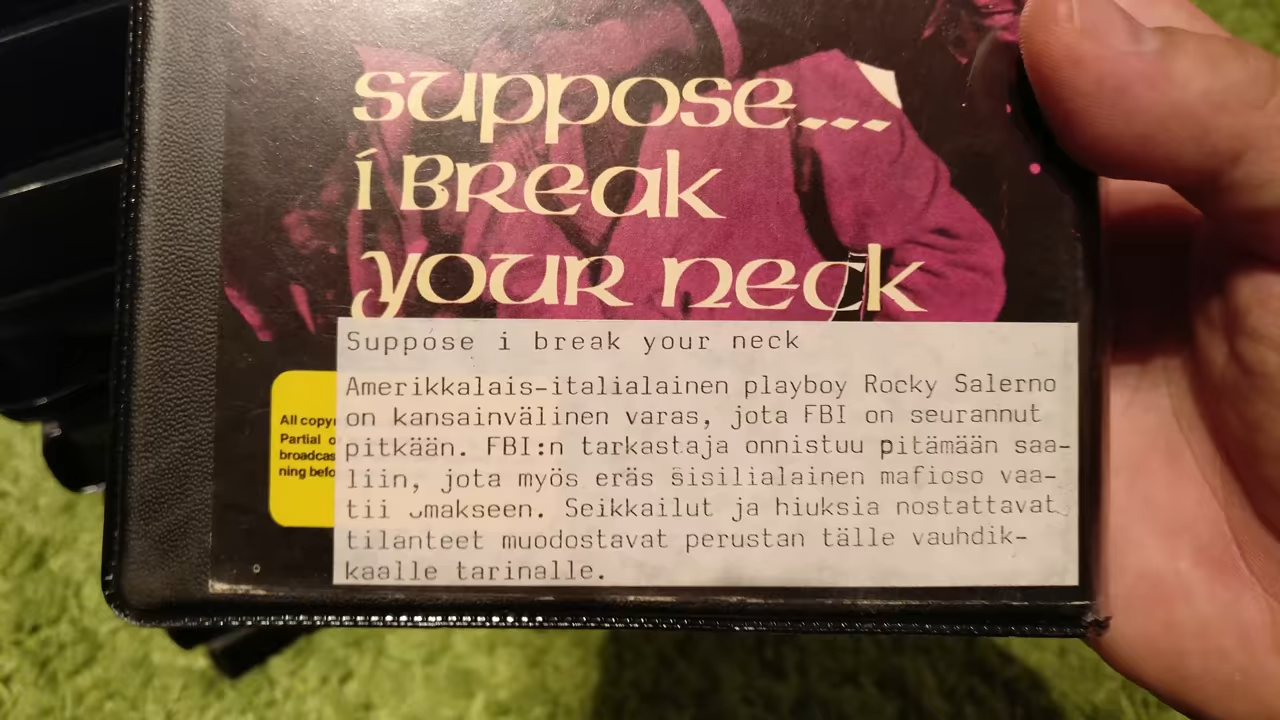 suppose...
i break
your neck
Suppose i break your neck
Amerikkalais-italialainen playboy Rocky Salerno
on kansainvälinen varas, jota FBI on seurannut
pitkään. FBI:n tarkastaja onnistuu pitämään saa-
liin, jota myös eräs sisilialainen mafioso vaa-
tii omakseen. Seikkailut ja hiuksia nostattavat
tilanteet muodostavat perustan tälle vauhdik-
kaalle tarinalle.
All copy
Partial o
broadcas
ning befo